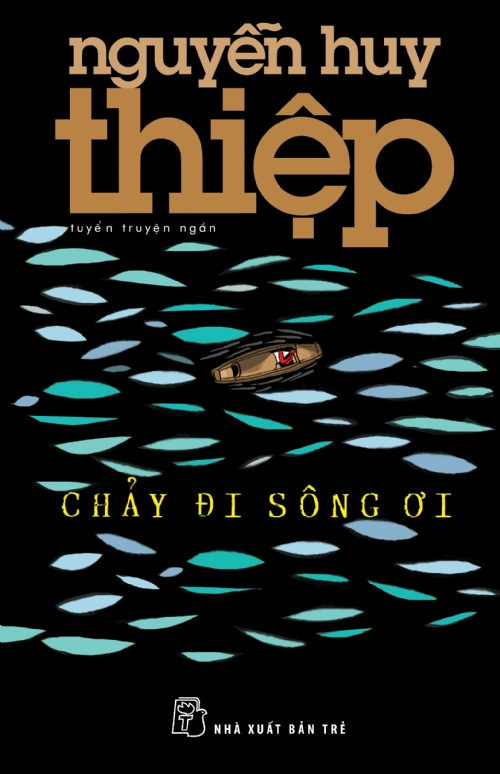 nguyễn huy
thiệp
tuyển truyện ngắn
CHẢY ĐI SÔNG ƠI
NHÀ XUẤT BẢN TRẺ